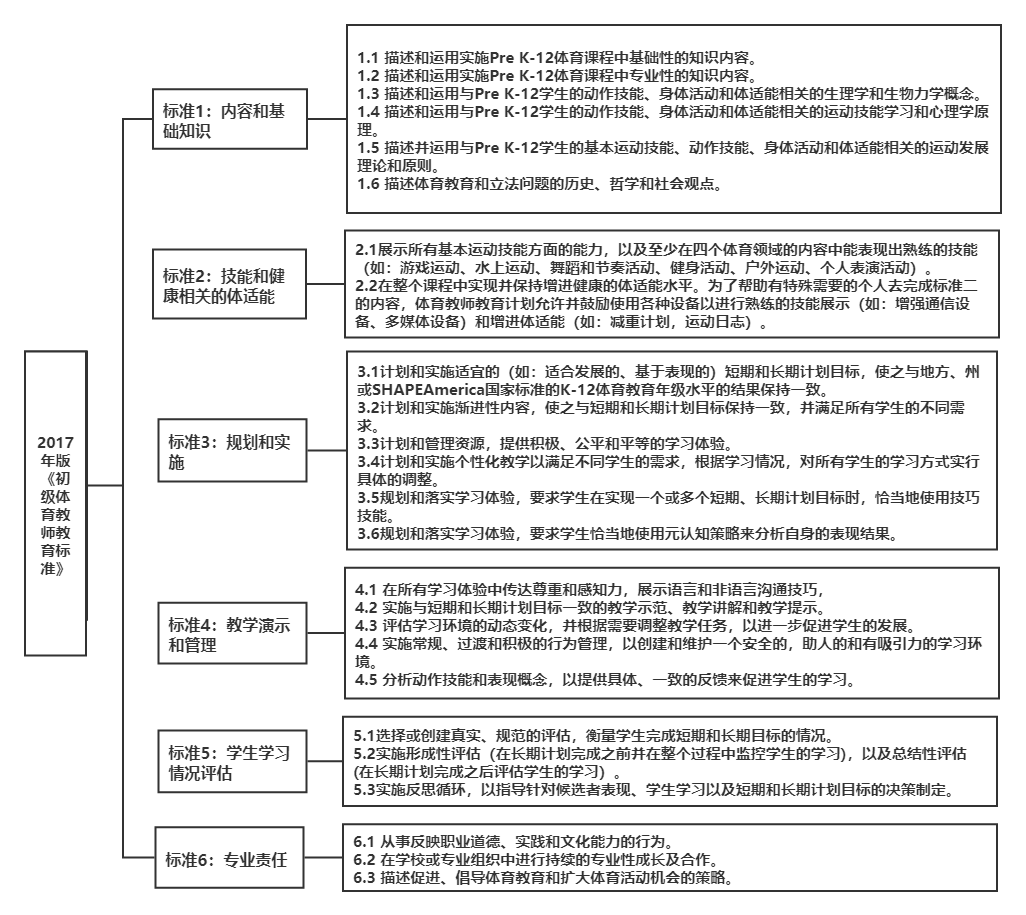 2017
年版
《初
级体
育教
师教
育标
准》
标准1：内容和基
础知识
1.1 描述和运用实施Pre K-12体育课程中基础性的知识内容。
1.2 描述和运用实施Pre K-12体育课程中专业性的知识内容。
1.3 描述和运用与Pre K-12学生的动作技能、身体活动和体适能相关的生理学和生物力学概念。
1.4 描述和运用与Pre K-12学生的动作技能、身体活动和体适能相关的运动技能学习和心理学原
理。
1.5 描述并运用与Pre K-12学生的基本运动技能、动作技能、身体活动和体适能相关的运动发展
理论和原则。
1.6 描述体育教育和立法问题的历史、哲学和社会观点。
标准2：技能和健
康相关的体适能
2.1展示所有基本运动技能方面的能力，以及至少在四个体育领域的内容中能表现出熟练的技能
（如：游戏运动、水上运动、舞蹈和节奏活动、健身活动、户外运动、个人表演活动）。
2.2在整个课程中实现并保持增进健康的体适能水平。为了帮助有特殊需要的个人去完成标准二
的内容，体育教师教育计划允许并鼓励使用各种设备以进行熟练的技能展示（如：增强通信设
备、多媒体设备）和增进体适能（如：减重计划，运动日志）。
标准3：规划和实
施
3.1计划和实施适宜的（如：适合发展的、基于表现的）短期和长期计划目标，使之与地方、州
或SHAPEAmerica国家标准的K-12体育教育年级水平的结果保持一致。
3.2计划和实施渐进性内容，使之与短期和长期计划目标保持一致，并满足所有学生的不同需
求。
3.3计划和管理资源，提供积极、公平和平等的学习体验。
3.4计划和实施个性化教学以满足不同学生的需求，根据学习情况，对所有学生的学习方式实行
具体的调整。
3.5规划和落实学习体验，要求学生在实现一个或多个短期、长期计划目标时，恰当地使用技巧
技能。
3.6规划和落实学习体验，要求学生恰当地使用元认知策略来分析自身的表现结果。
标准4：教学演示
和管理
4.1 在所有学习体验中传达尊重和感知力，展示语言和非语言沟通技巧，
4.2 实施与短期和长期计划目标一致的教学示范、教学讲解和教学提示。
4.3 评估学习环境的动态变化，并根据需要调整教学任务，以进一步促进学生的发展。
4.4 实施常规、过渡和积极的行为管理，以创建和维护一个安全的，助人的和有吸引力的学习环
境。
4.5 分析动作技能和表现概念，以提供具体、一致的反馈来促进学生的学习。
标准5：学生学习
情况评估
5.1选择或创建真实、规范的评估，衡量学生完成短期和长期目标的情况。
5.2实施形成性评估（在长期计划完成之前并在整个过程中监控学生的学习），以及总结性评估
(在长期计划完成之后评估学生的学习）。
5.3实施反思循环，以指导针对候选者表现、学生学习以及短期和长期计划目标的决策制定。
标准6：专业责任
6.1 从事反映职业道德、实践和文化能力的行为。
6.2 在学校或专业组织中进行持续的专业性成长及合作。
6.3 描述促进、倡导体育教育和扩大体育活动机会的策略。